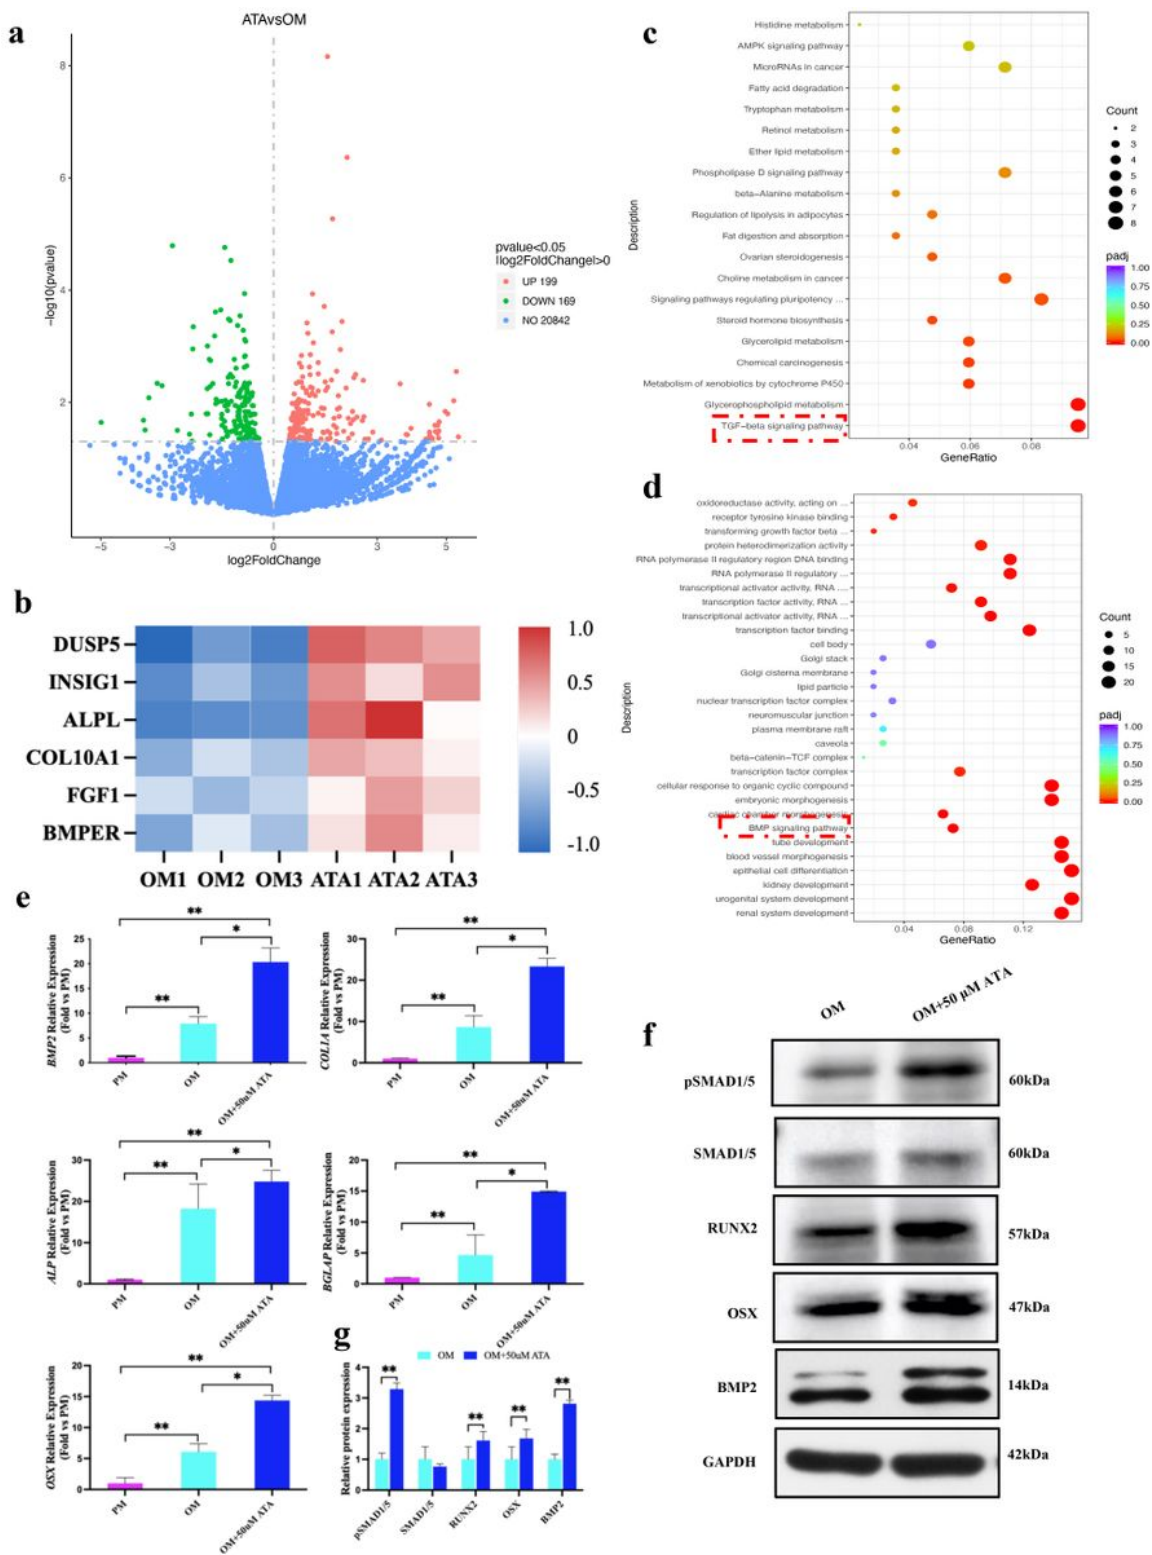 a
ATAvsOM
8
6
4
2
-log10(pvalue)
-5
-3
0
3
5
log2FoldChange
pvalue<0.05
|log2FoldChange|>0
UP 199
DOWN 169
NO 20842
b
DUSP5
INSIG1
ALPL
COL10A1
FGF1
BMPER
OM1 OM2 OM3 ATA1 ATA2 ATA3
1.0
0.5
0
-0.5
-1.0
c
Description
Histidine metabolism
AMPK signaling pathway
MicroRNAs in cancer
Fatty acid degradation
Tryptophan metabolism
Retinol metabolism
Ether lipid metabolism
Phospholipase D signaling pathway
beta-Alanine metabolism
Regulation of lipolysis in adipocytes
Fat digestion and absorption
Ovarian steroidogenesis
Choline metabolism in cancer
Signaling pathways regulating pluripotency ...
Steroid hormone biosynthesis
Glycerolipid metabolism
Chemical carcinogenesis
Metabolism of xenobiotics by cytochrome P450
Glycerophospholipid metabolism
TGF-beta signaling pathway
0.04 0.06 0.08
GeneRatio
Count
2
3
4
5
6
7
8
padj
1.00
0.75
0.50
0.25
0.00
d
Description
oxidoreductase activity, acting on ...
receptor tyrosine kinase binding
transforming growth factor beta ...
protein heterodimerization activity
RNA polymerase II regulatory region DNA binding
RNA polymerase II regulatory ...
transcriptional activator activity, RNA ...
transcription factor activity, RNA ...
transcriptional activator activity, RNA ...
transcription factor binding
cell body
Golgi stack
Golgi cisterna membrane
lipid particle
nuclear transcription factor complex
neuromuscular junction
plasma membrane raft
caveola
beta-catenin-TCF complex
transcription factor complex
cellular response to organic cyclic compound
embryonic morphogenesis
cardiac chamber morphogenesis
BMP signaling pathway
tube development
blood vessel morphogenesis
epithelial cell differentiation
kidney development
urogenital system development
renal system development
0.04 0.08 0.12
GeneRatio
Count
5
10
15
20
padj
1.00
0.75
0.50
0.25
0.00
e
BMP2 Relative Expression
(Fold vs PM)
25
20
15
10
5
0
**
*
**
PM
OM
OM+50uM ATA
COL1A Relative Expression
(Fold vs PM)
30
20
10
0
**
*
**
PM
OM
OM+50uM ATA
ALP Relative Expression
(Fold vs PM)
30
20
10
0
**
*
**
PM
OM
OM+50uM ATA
BGLAP Relative Expression
(Fold vs PM)
20
15
10
5
0
**
*
**
PM
OM
OM+50uM ATA
OSX Relative Expression
(Fold vs PM)
20
15
10
5
0
**
*
**
PM
OM
OM+50uM ATA
g
OM
OM+50uM ATA
Relative protein expression
4
3
2
1
0
**
**
**
**
pSMAD1/5
SMAD1/5
RUNX2
OSX
BMP2
f
OM
OM+50 µM ATA
pSMAD1/5 60kDa
SMAD1/5 60kDa
RUNX2 57kDa
OSX 47kDa
BMP2 14kDa
GAPDH 42kDa